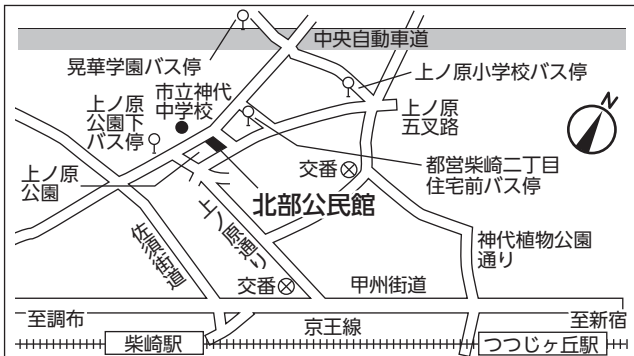 中央自動車道
晃華学園バス停
上ノ原小学校バス停
市立神代
中学校
上ノ原
公園下
バス停
上ノ原
五叉路
都営柴崎二丁目
住宅前バス停
交番
上ノ原
公園
北部公民館
上ノ原通り
佐須街道
神代植物公園
通り
交番
甲州街道
至調布
京王線
至新宿
柴崎駅
つつじヶ丘駅